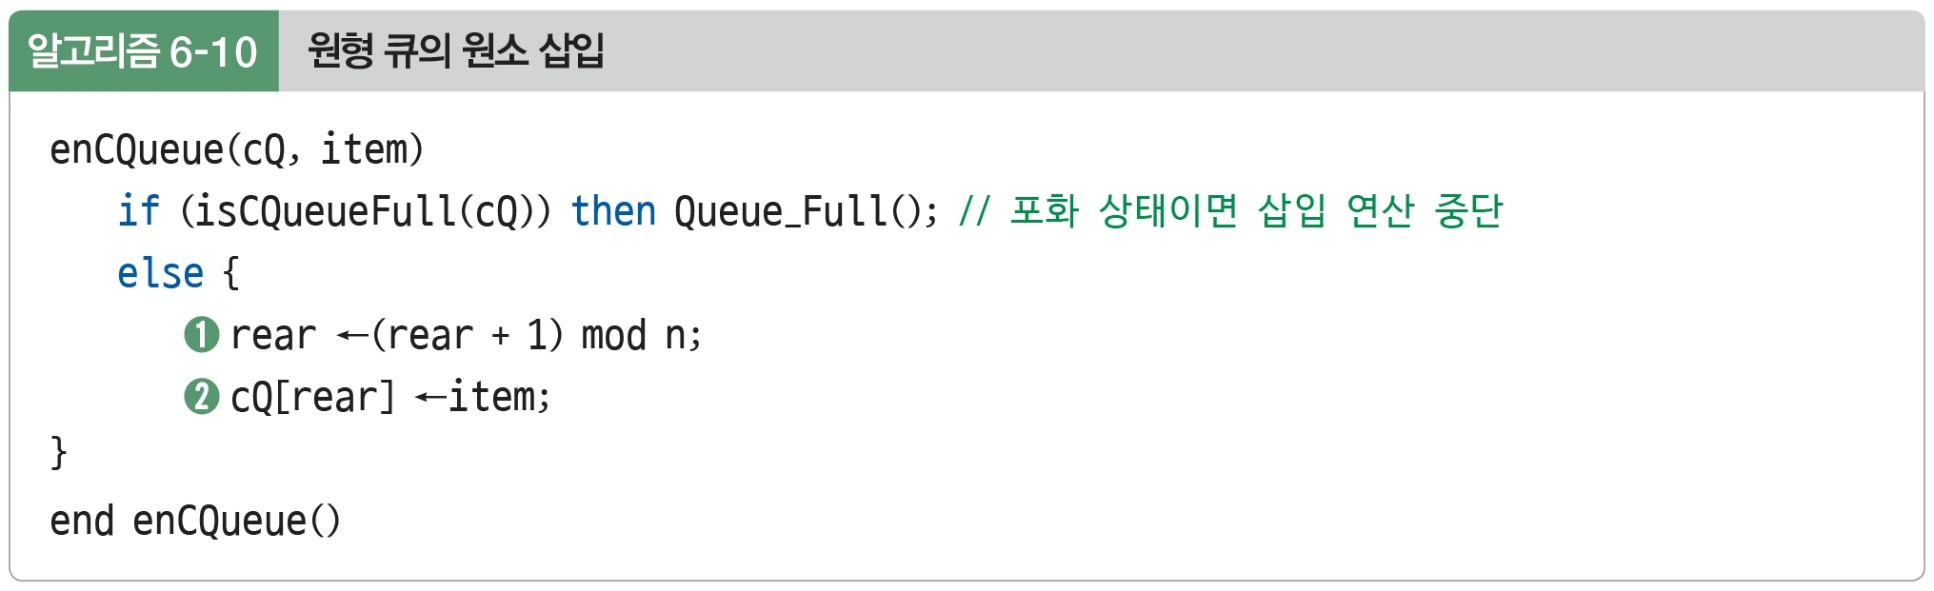 알고리즘 6-10 원형 큐의 원소 삽입
enCQueue(cQ, item)
if (isCQueueFull(cQ)) then Queue_Full(); // 포화 상태이면 삽입 연산 중단
else {
❶ rear ←(rear + 1) mod n;
❷ cQ[rear] ←item;
}
end enCQueue()